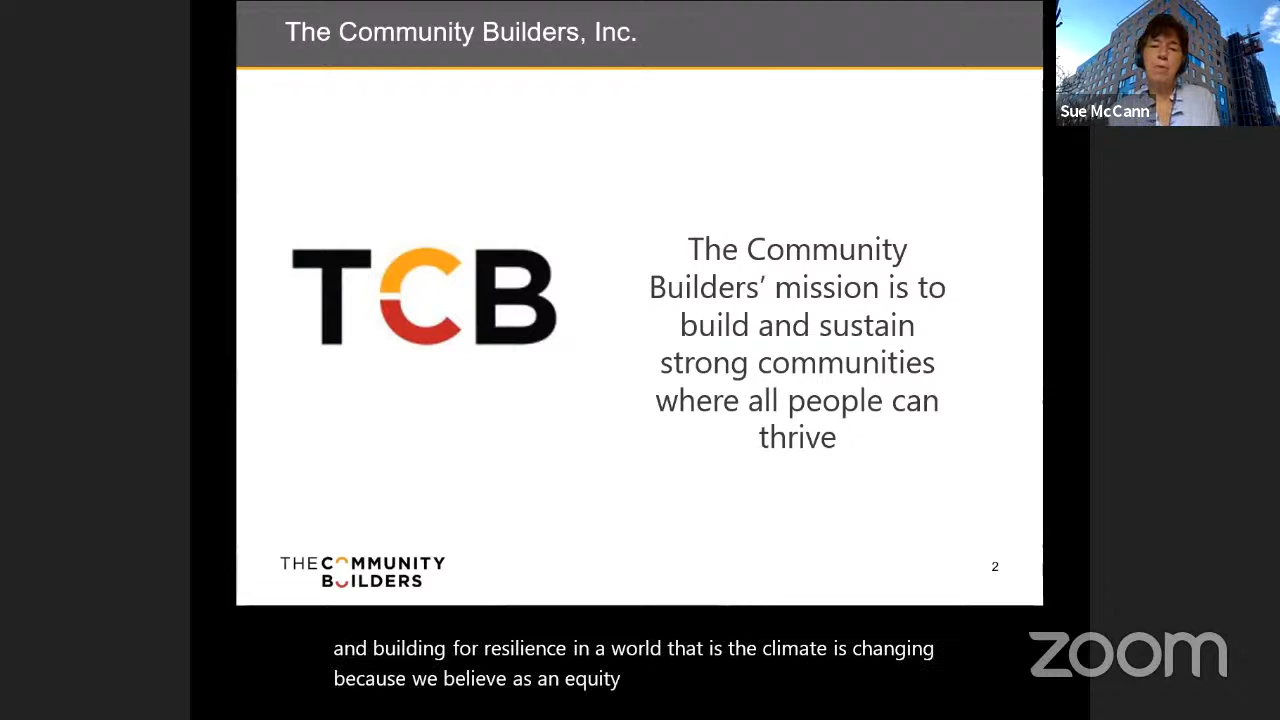 The Community Builders, Inc.
Sue McCann
TCB
The Community
Builders’ mission is to
build and sustain
strong communities
where all people can
thrive
THE COMMUNITY
BUILDERS
2
and building for resilience in a world that is the climate is changing
because we believe as an equity
zoom